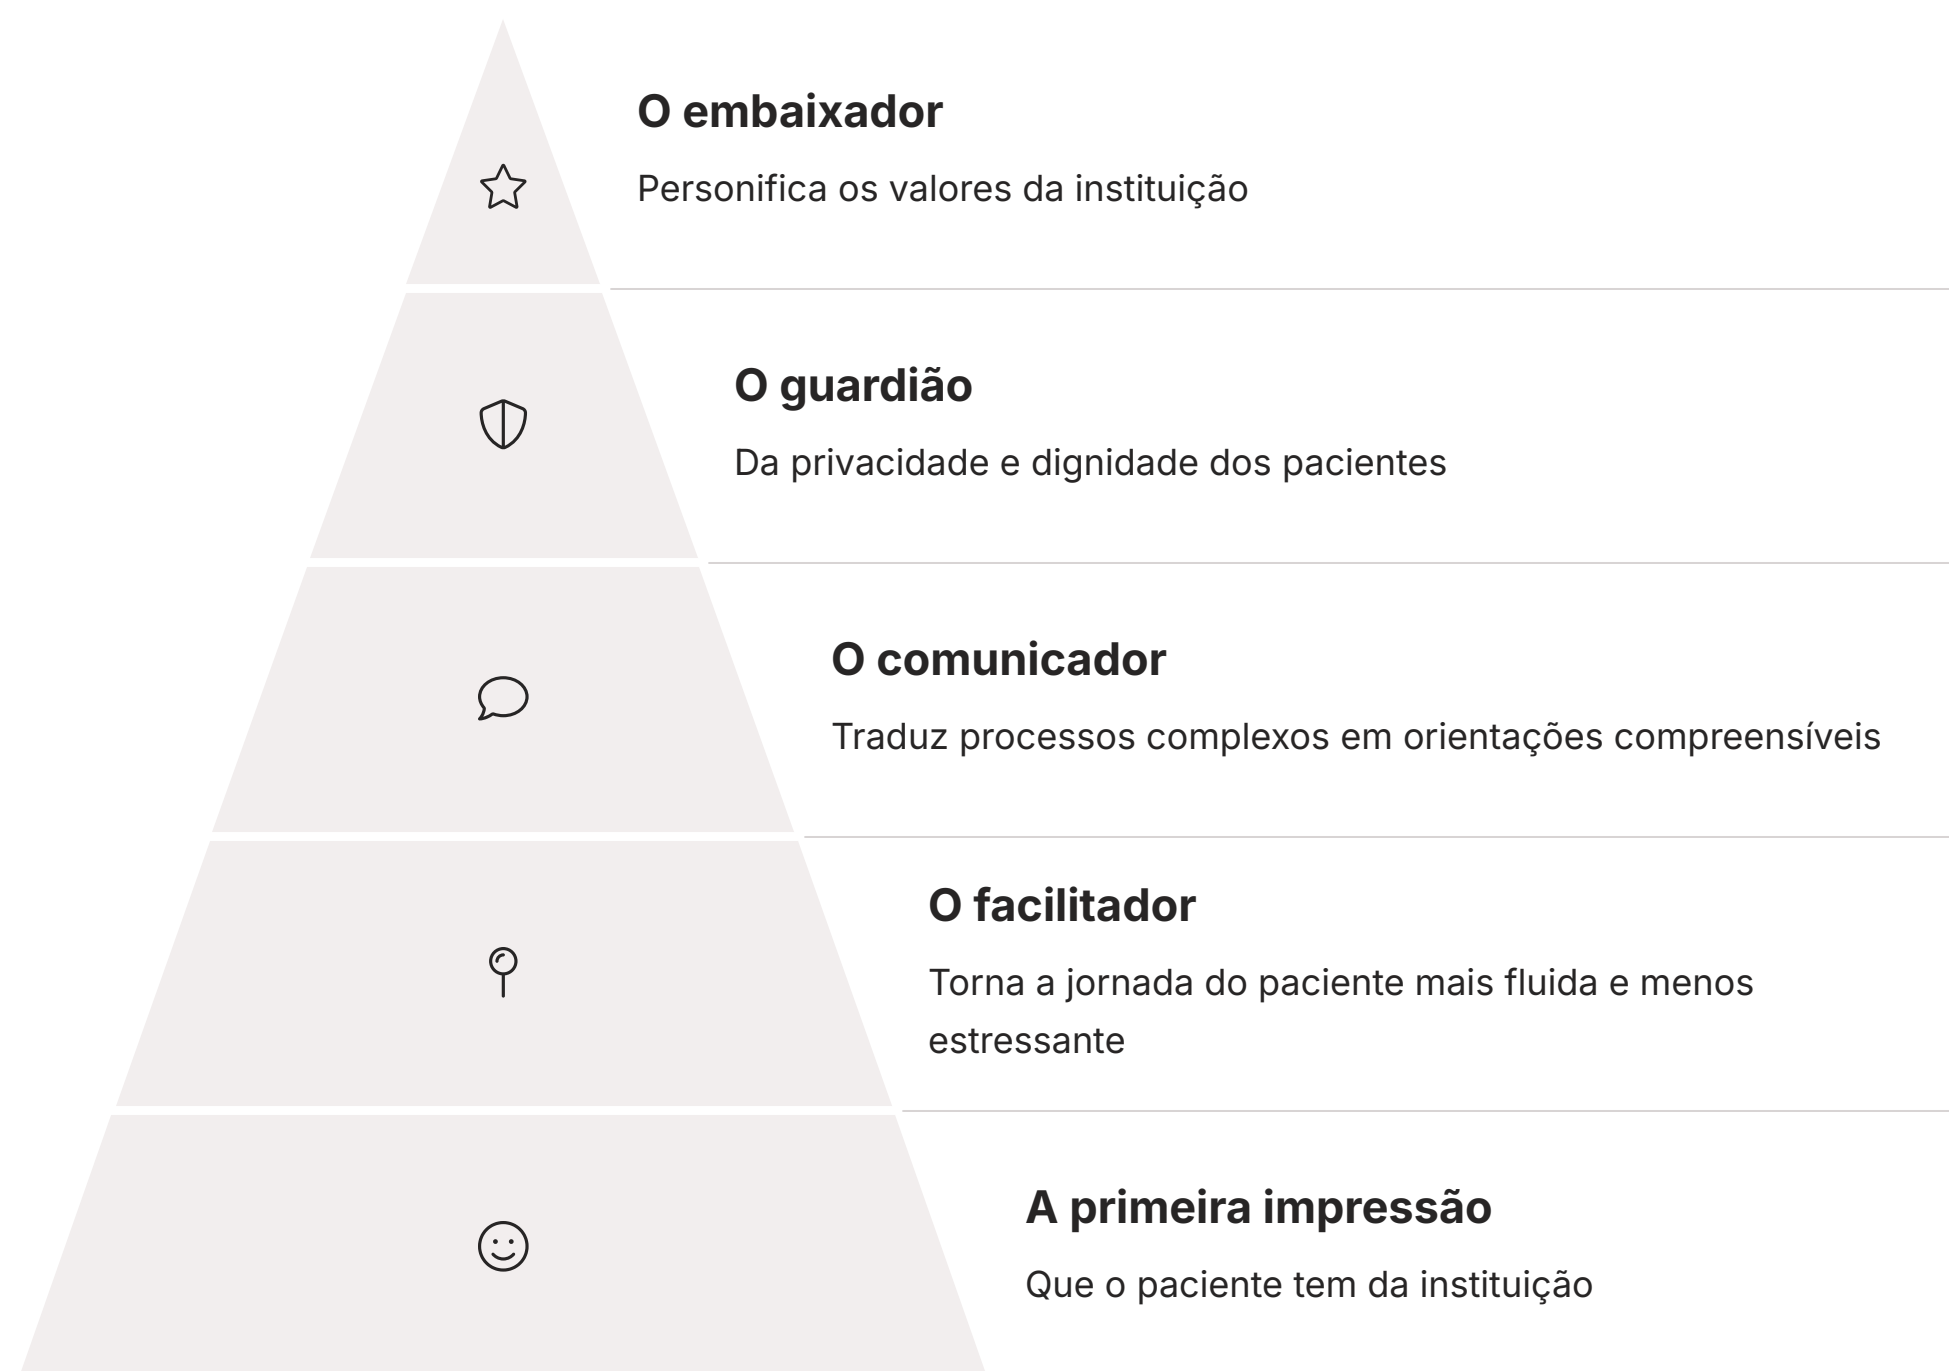 O embaixador
Personifica os valores da instituição
O guardião
Da privacidade e dignidade dos pacientes
O comunicador
Traduz processos complexos em orientações compreensíveis
O facilitador
Torna a jornada do paciente mais fluida e menos
estressante
A primeira impressão
Que o paciente tem da instituição